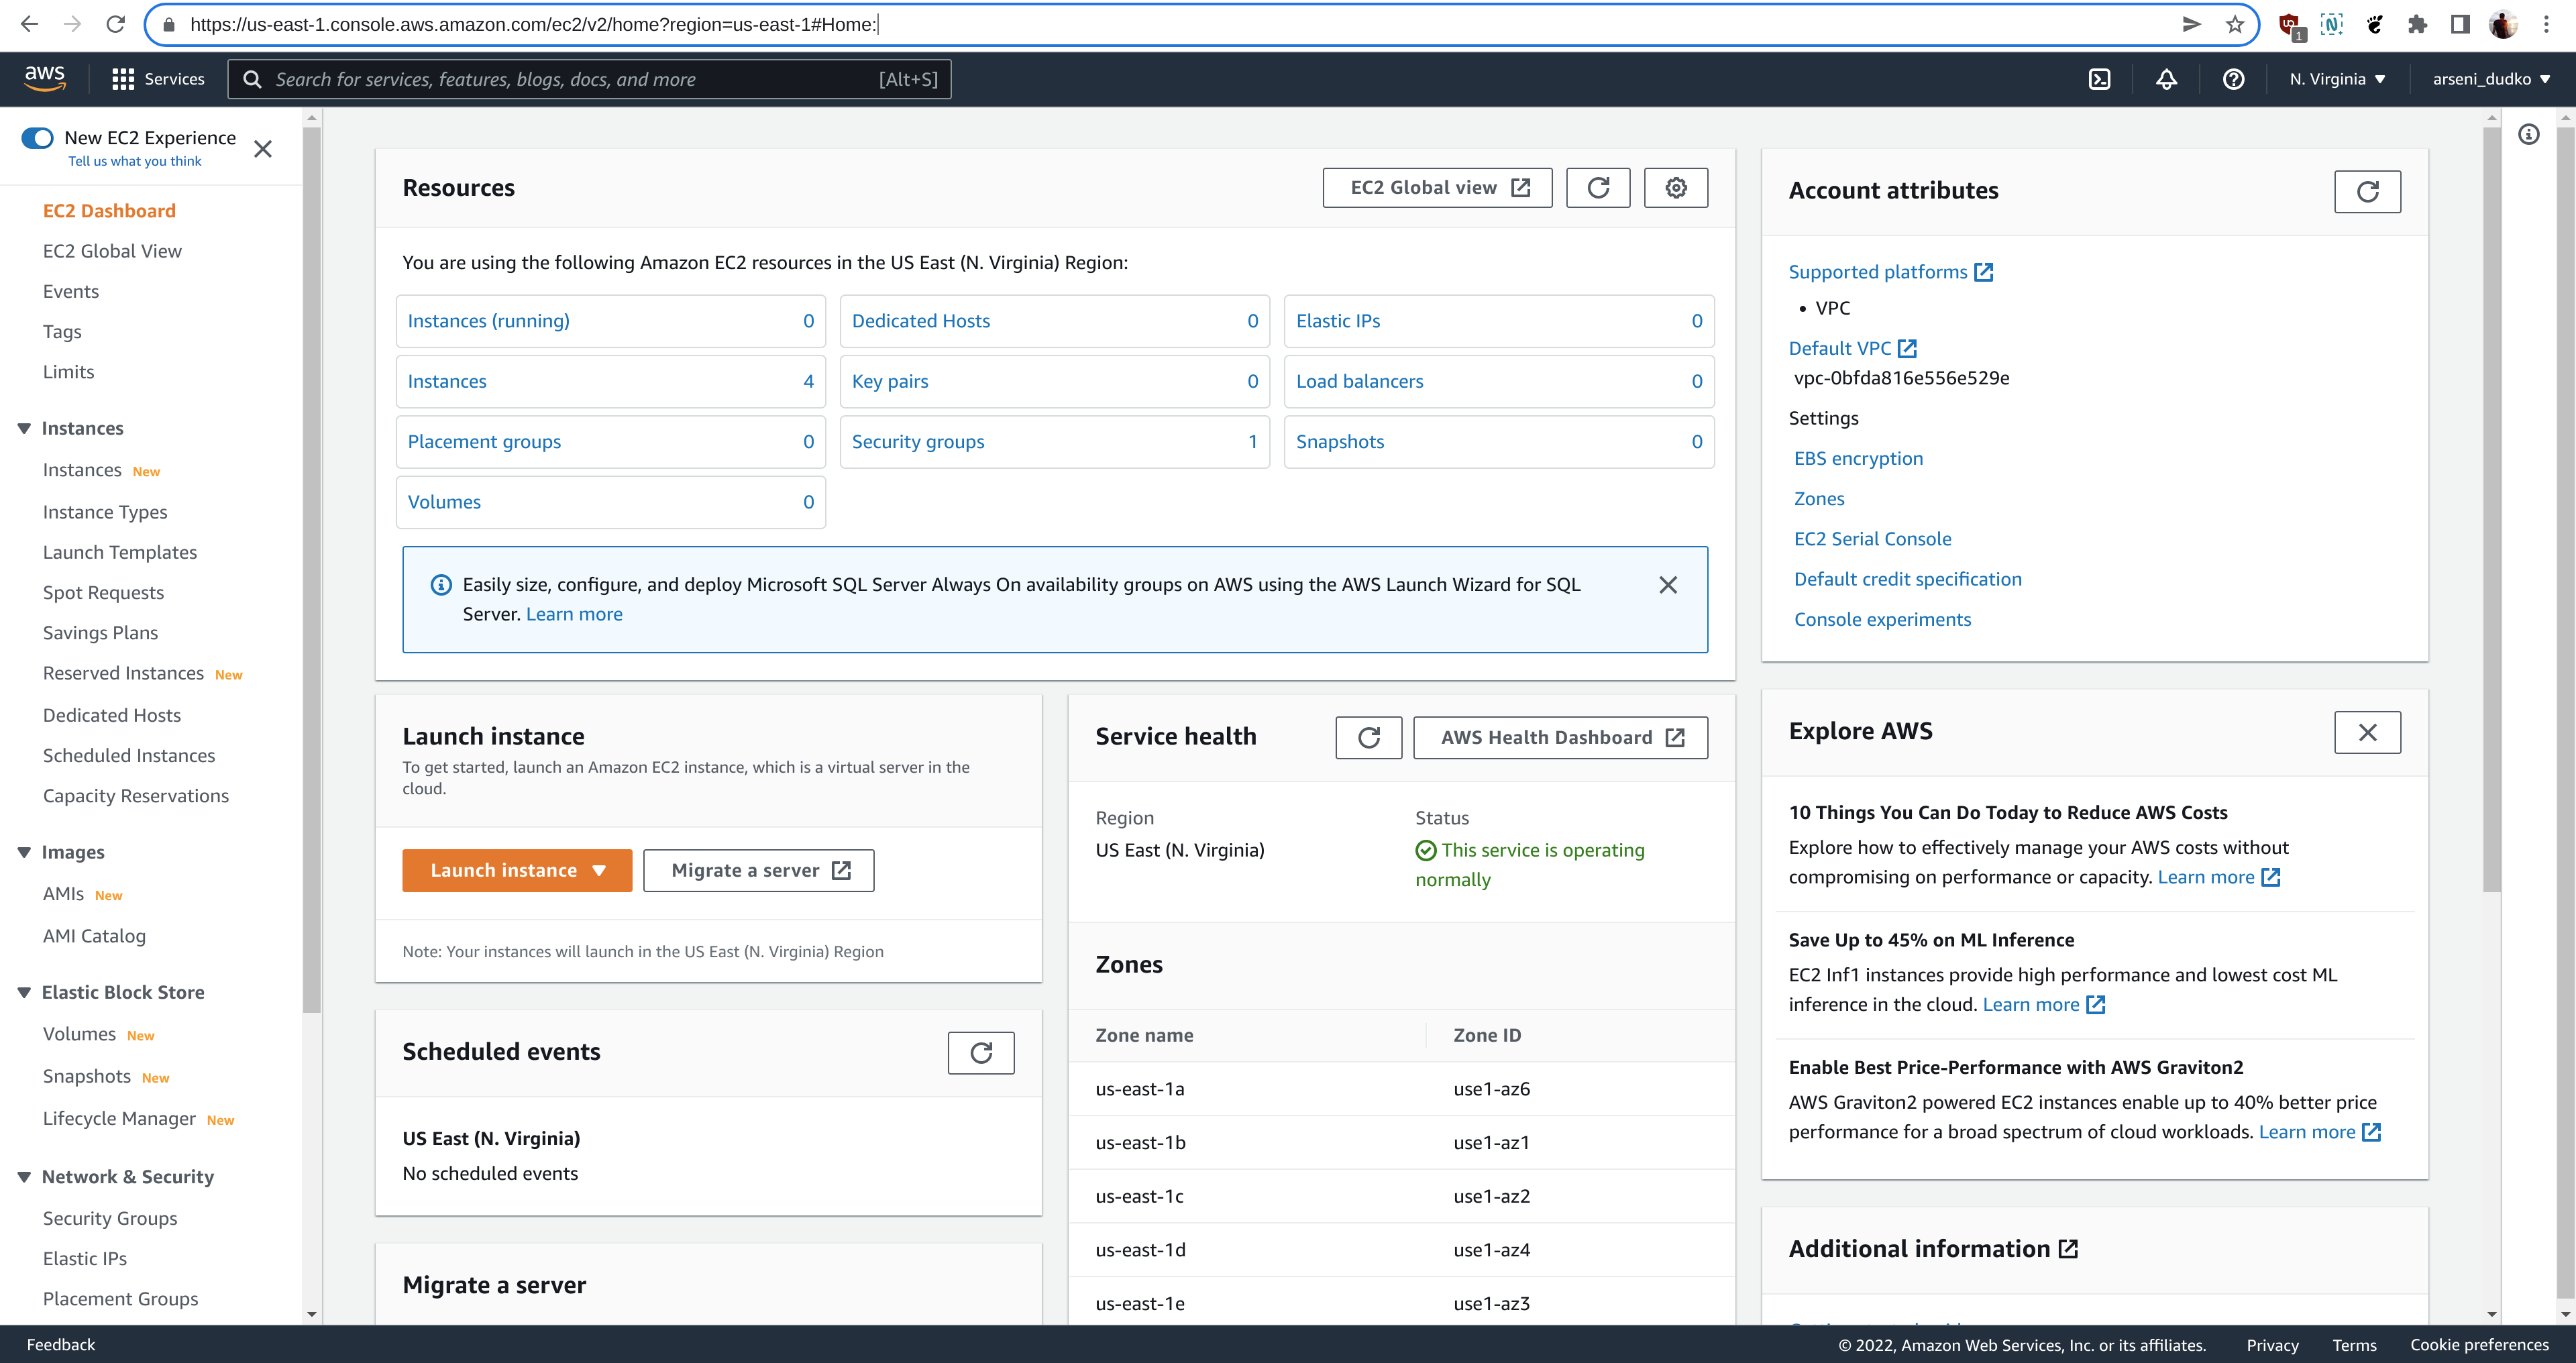 https://us-east-1.console.aws.amazon.com/ec2/v2/home?region=us-east-1#Home:
1
aws
Services
Search for services, features, blogs, docs, and more
[Alt+S]
N. Virginia
arseni_dudko
New EC2 Experience
Tell us what you think
EC2 Dashboard
EC2 Global View
Events
Tags
Limits
Instances
Instances New
Instance Types
Launch Templates
Spot Requests
Savings Plans
Reserved Instances New
Dedicated Hosts
Scheduled Instances
Capacity Reservations
Images
AMIs New
AMI Catalog
Elastic Block Store
Volumes New
Snapshots New
Lifecycle Manager New
Network & Security
Security Groups
Elastic IPs
Placement Groups
Resources
EC2 Global view
You are using the following Amazon EC2 resources in the US East (N. Virginia) Region:
Instances (running) 0
Dedicated Hosts 0
Elastic IPs 0
Instances 4
Key pairs 0
Load balancers 0
Placement groups 0
Security groups 1
Snapshots 0
Volumes 0
Easily size, configure, and deploy Microsoft SQL Server Always On availability groups on AWS using the AWS Launch Wizard for SQL
Server. Learn more
Launch instance
To get started, launch an Amazon EC2 instance, which is a virtual server in the
cloud.
Launch instance
Migrate a server
Note: Your instances will launch in the US East (N. Virginia) Region
Scheduled events
US East (N. Virginia)
No scheduled events
Migrate a server
Service health
AWS Health Dashboard
Region
US East (N. Virginia)
Status
This service is operating
normally
Zones
Zone name Zone ID
us-east-1a use1-az6
us-east-1b use1-az1
us-east-1c use1-az2
us-east-1d use1-az4
us-east-1e use1-az3
Account attributes
Supported platforms
• VPC
Default VPC
vpc-0bfda816e556e529e
Settings
EBS encryption
Zones
EC2 Serial Console
Default credit specification
Console experiments
Explore AWS
10 Things You Can Do Today to Reduce AWS Costs
Explore how to effectively manage your AWS costs without
compromising on performance or capacity. Learn more
Save Up to 45% on ML Inference
EC2 Inf1 instances provide high performance and lowest cost ML
inference in the cloud. Learn more
Enable Best Price-Performance with AWS Graviton2
AWS Graviton2 powered EC2 instances enable up to 40% better price
performance for a broad spectrum of cloud workloads. Learn more
Additional information
Feedback
© 2022, Amazon Web Services, Inc. or its affiliates.
Privacy
Terms
Cookie preferences